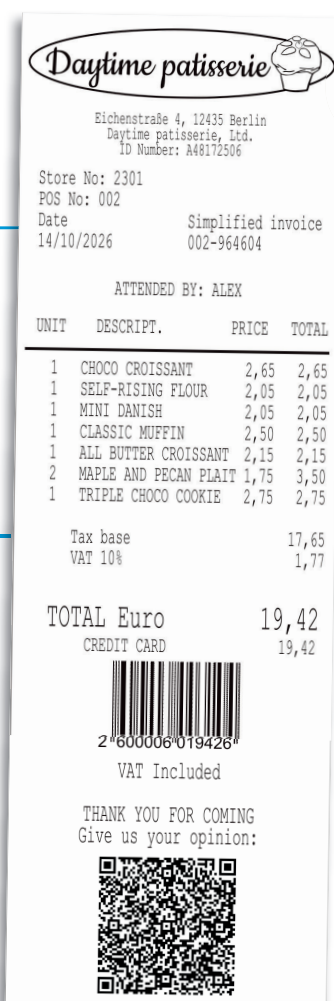 Daytime patisserie
Eichenstraße 4, 12435 Berlin
Daytime patisserie, Ltd.
ID Number: A48172506
Store No: 2301
POS No: 002
Date Simplified invoice
14/10/2026 002-964604
ATTENDED BY: ALEX
UNIT DESCRIPT. PRICE TOTAL
1 CHOCO CROISSANT 2,65 2,65
1 SELF-RISING FLOUR 2,05 2,05
1 MINI DANISH 2,05 2,05
1 CLASSIC MUFFIN 2,50 2,50
1 ALL BUTTER CROISSANT 2,15 2,15
2 MAPLE AND PECAN PLAIT 1,75 3,50
1 TRIPLE CHOCO COOKIE 2,75 2,75
Tax base 17,65
VAT 10% 1,77
TOTAL Euro 19,42
CREDIT CARD 19,42
2"600006"019426"
VAT Included
THANK YOU FOR COMING
Give us your opinion: